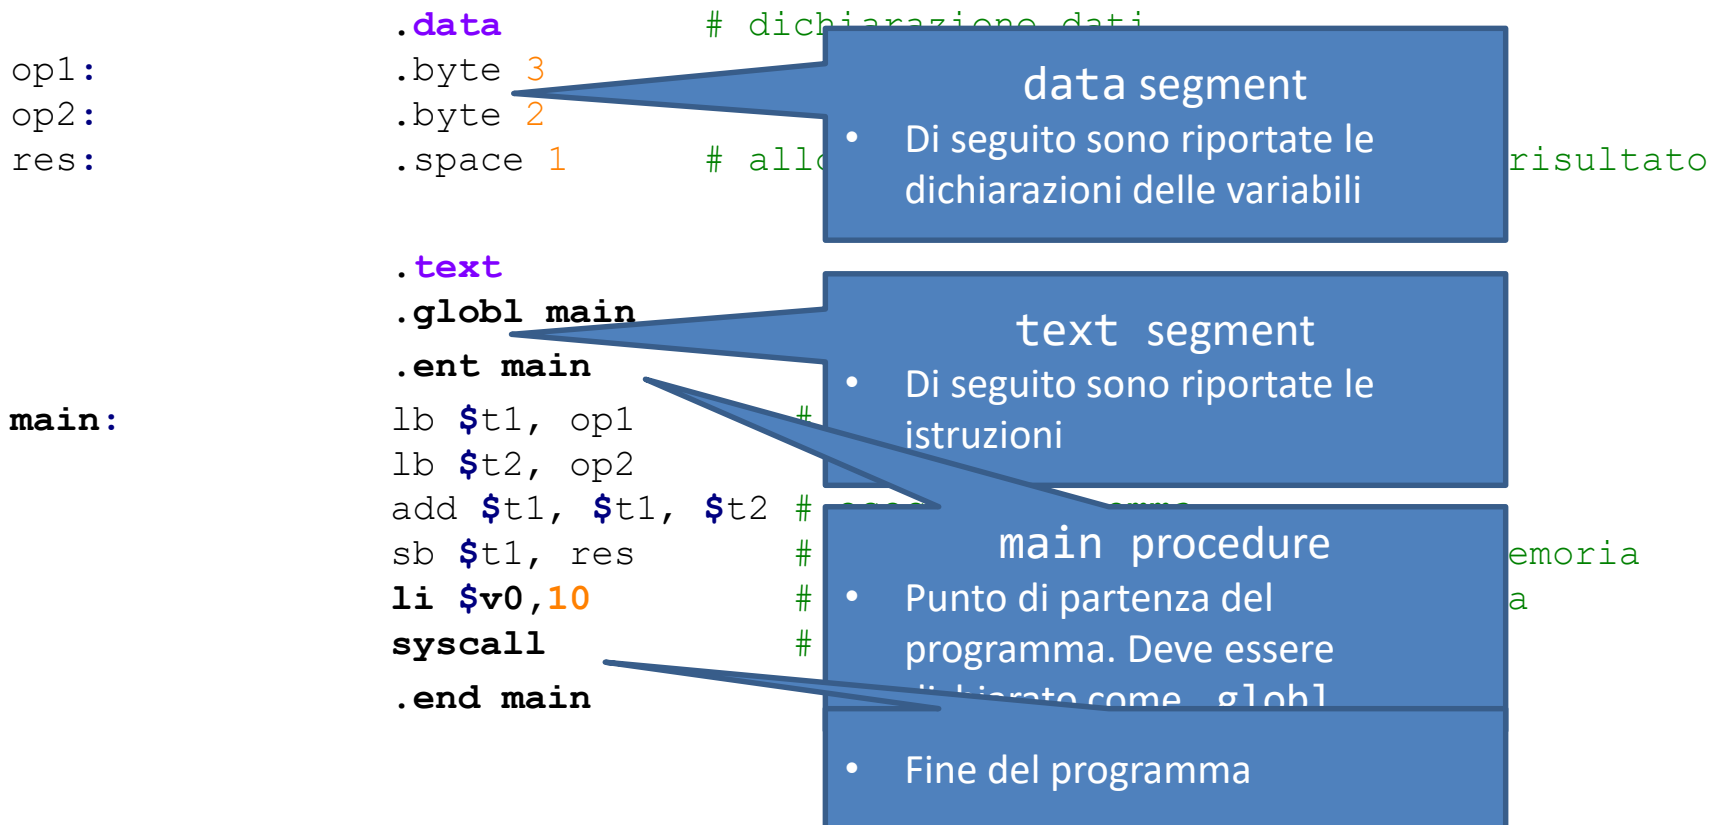 .data # dichiarazione dati
op1: .byte 3
op2: .byte 2
res: .space 1 # allo risultato
data segment
• Di seguito sono riportate le
dichiarazioni delle variabili
.text
.globl main
.ent main
text segment
• Di seguito sono riportate le
istruzioni
main: lb $t1, op1 #
lb $t2, op2
add $t1, $t1, $t2 #
sb $t1, res # emoria
li $v0,10 # a
syscall #
.end main
main procedure
• Punto di partenza del
programma. Deve essere
dichiarato come .globl
• Fine del programma